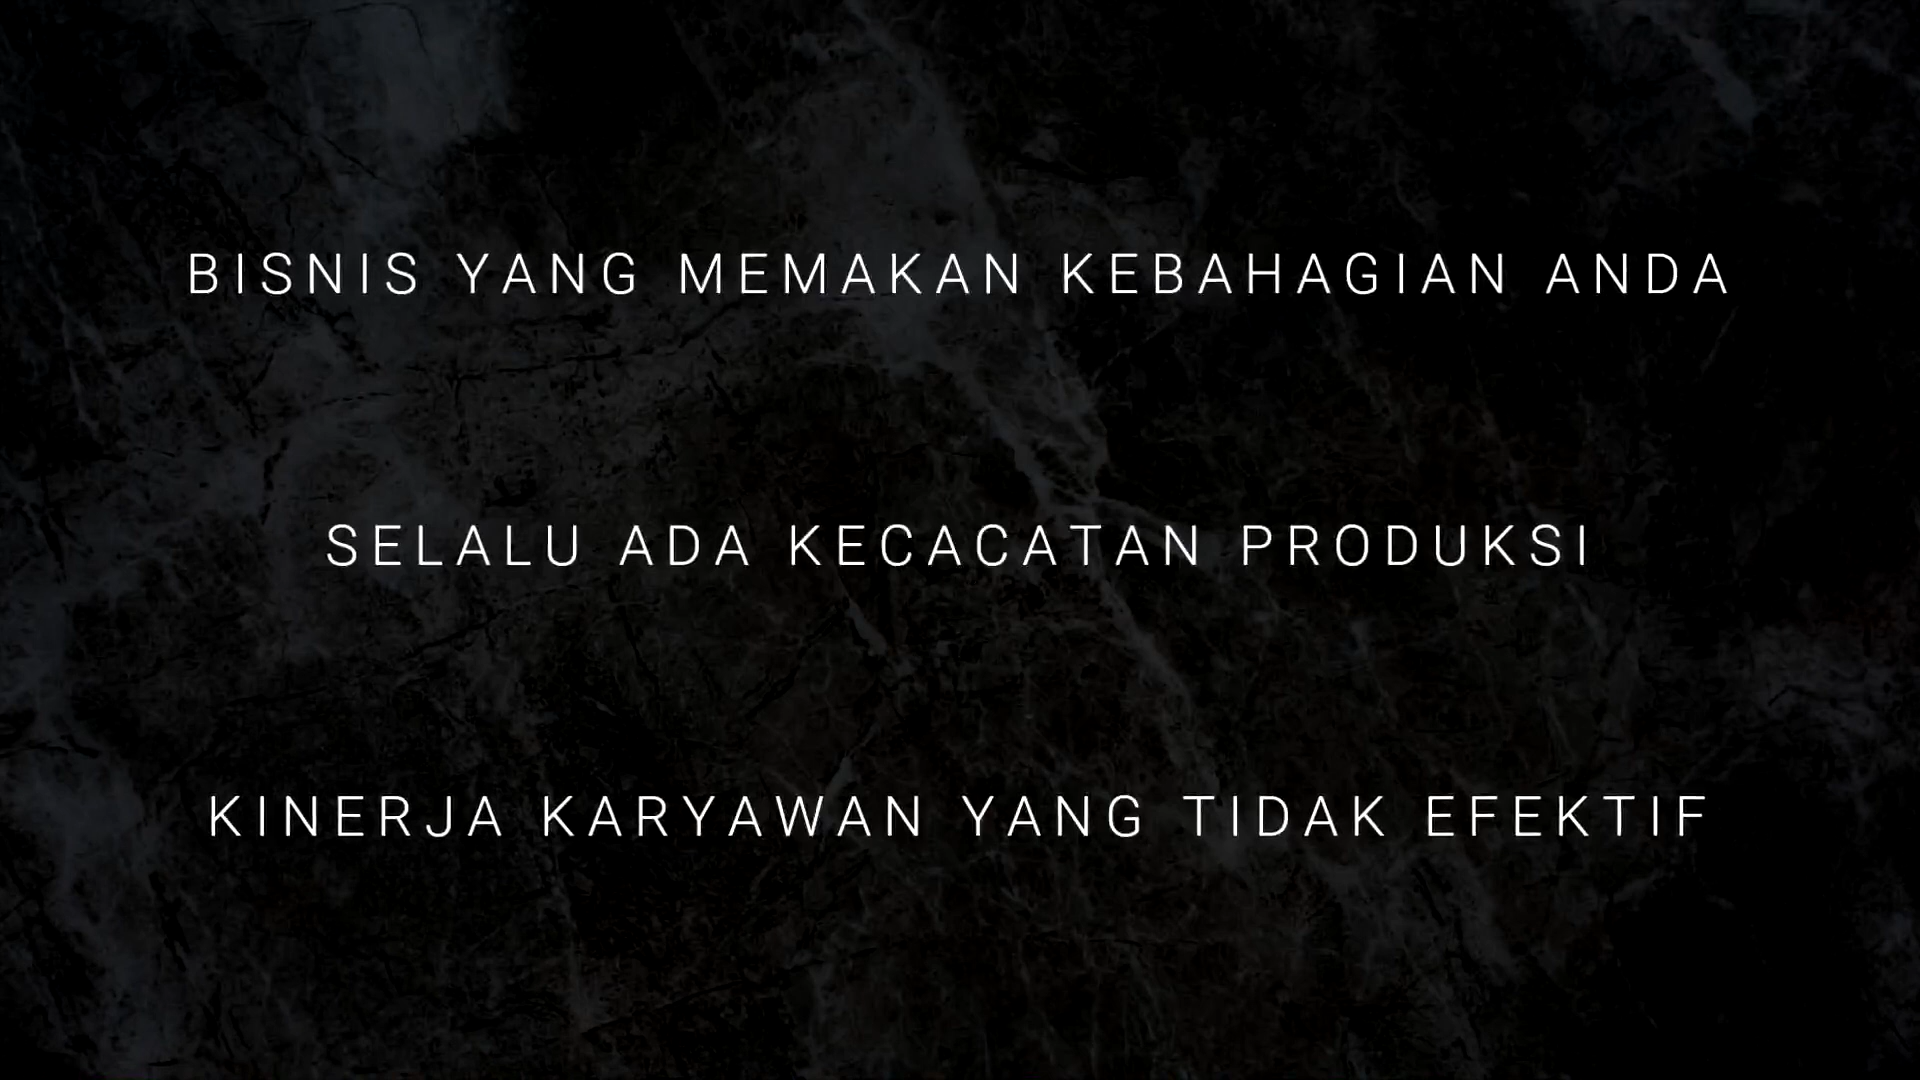 BISNIS YANG MEMAKAN KEBAHAGIAN ANDA
SELALU ADA KECACATAN PRODUKSI
KINERJA KARYAWAN YANG TIDAK EFEKTIF